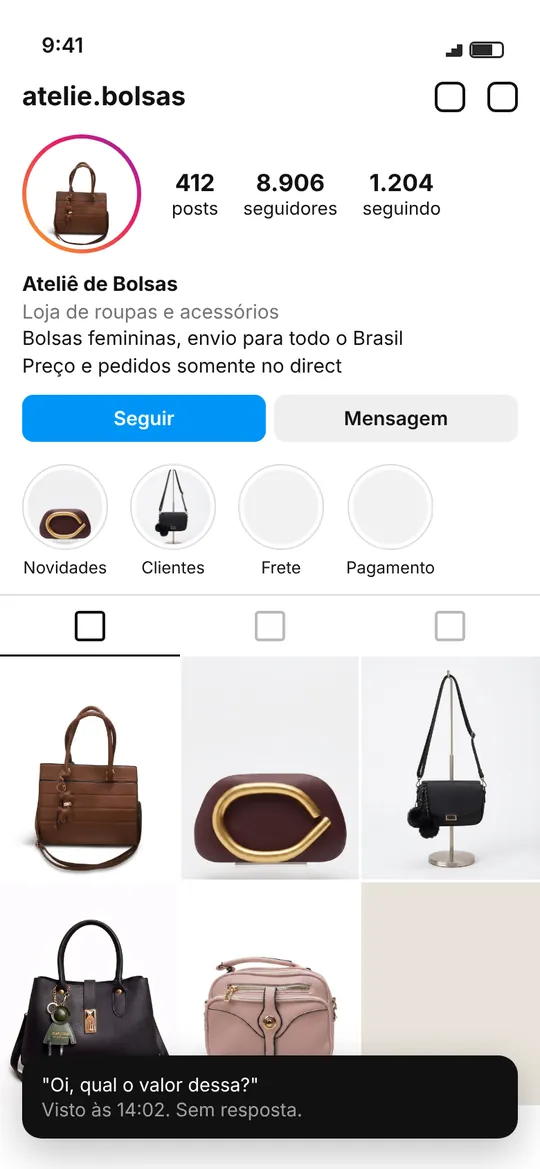 9:41
atelie.bolsas
412
posts
8.906
seguidores
1.204
seguindo
Ateliê de Bolsas
Loja de roupas e acessórios
Bolsas femininas, envio para todo o Brasil
Preço e pedidos somente no direct
Seguir
Mensagem
Novidades
Clientes
Frete
Pagamento
"Oi, qual o valor dessa?"
Visto às 14:02. Sem resposta.